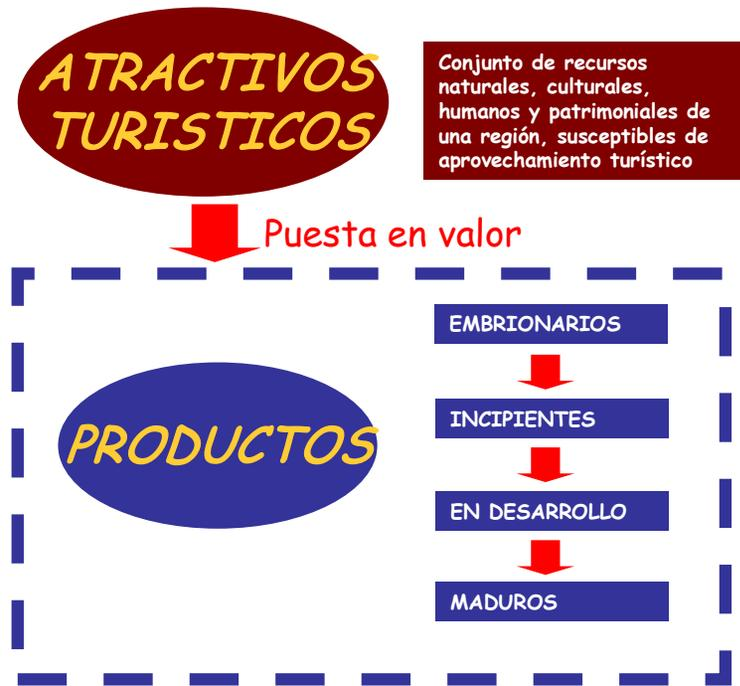 ATRACTIVOS
TURISTICOS
Conjunto de recursos
naturales, culturales,
humanos y patrimoniales de
una región, susceptibles de
aprovechamiento turístico
Puesta en valor
PRODUCTOS
EMBRIONARIOS
INCIPIENTES
EN DESARROLLO
MADUROS